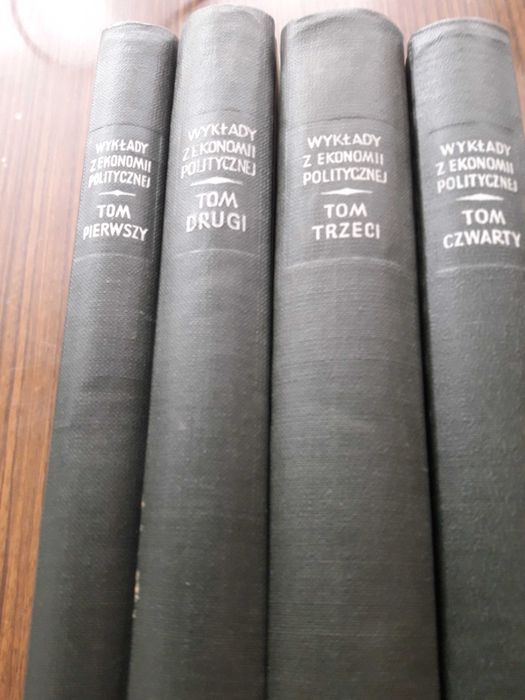 WYKŁADY
Z EKONOMII
POLITYCZNEJ
TOM
PIERWSZY
WYKŁADY
Z EKONOMII
POLITYCZNEJ
TOM
DRUGI
WYKŁADY
Z EKONOMII
POLITYCZNEJ
TOM
TRZECI
WYKŁADY
Z EKONOMII
POLITYCZNEJ
TOM
CZWARTY